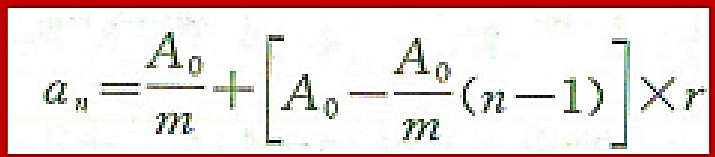 aₙ = A₀/m + [A₀ − A₀/m (n−1)] × r